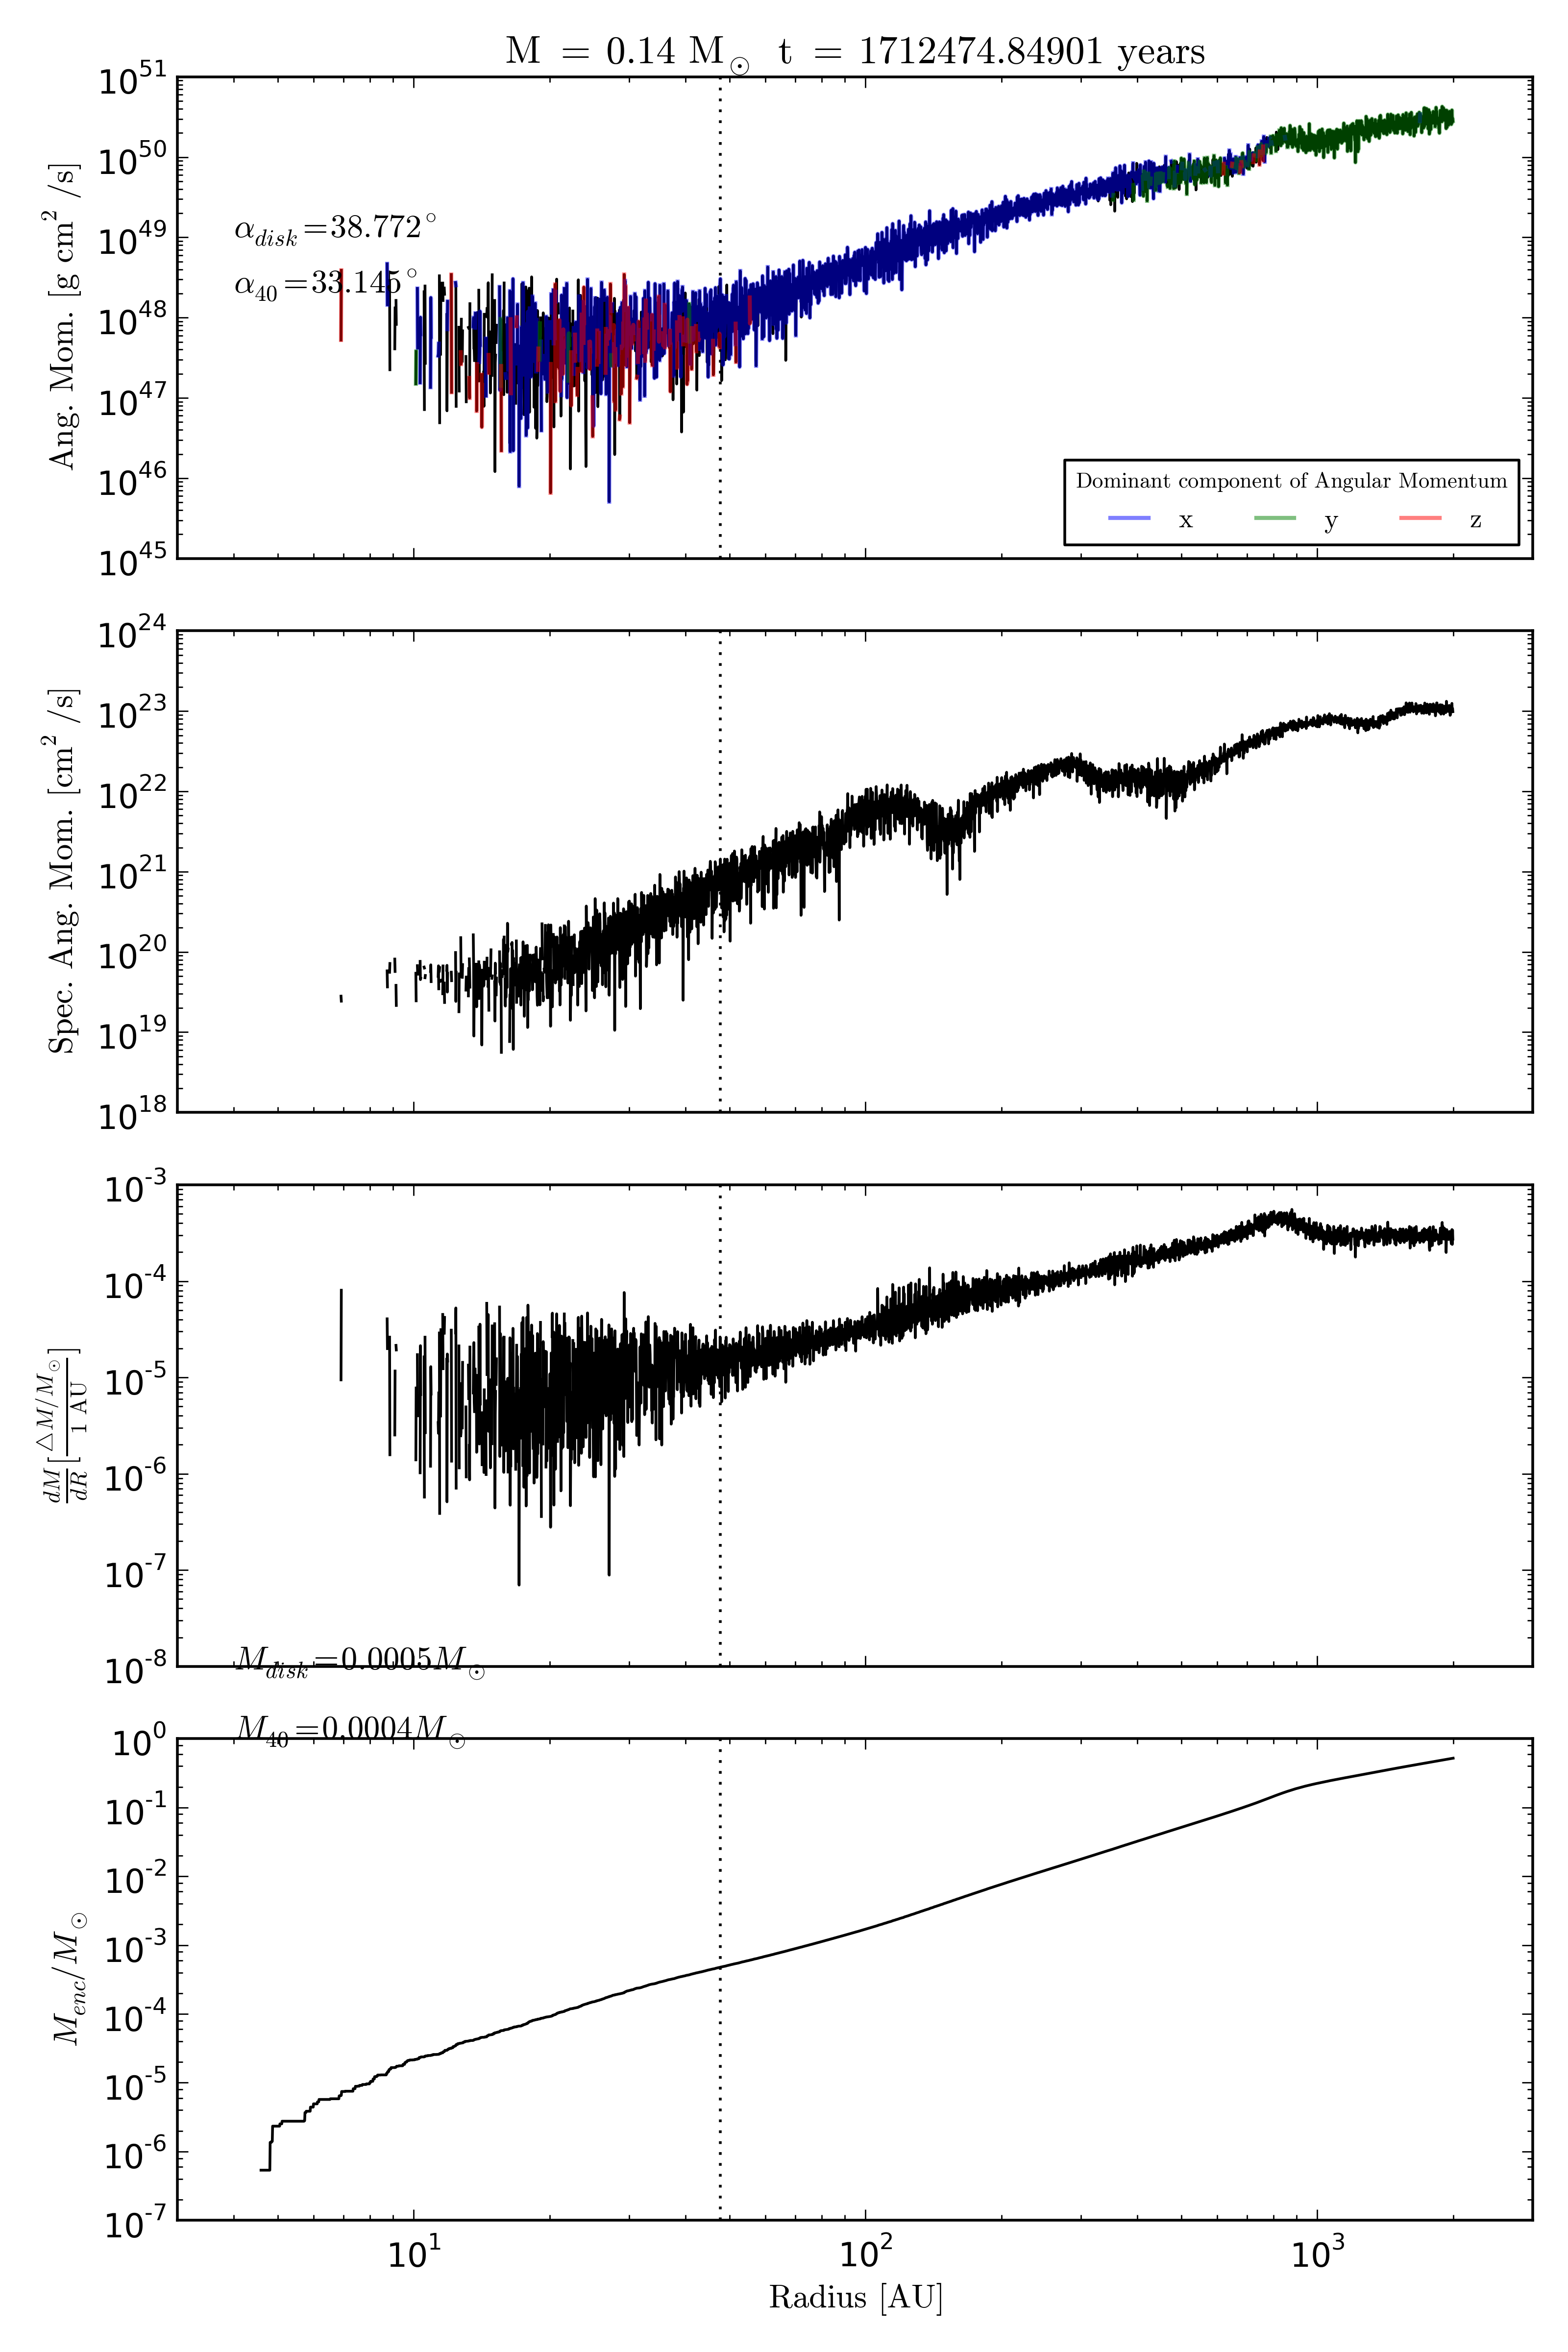 M = 0.14 M⊙ t = 1712474.84901 years
10^51
10^50
10^49
10^48
10^47
10^46
10^45
Ang. Mom. [g cm^2 /s]
α_disk=38.772°
α_40=33.145°
Dominant component of Angular Momentum
x y z
10^24
10^23
10^22
10^21
10^20
10^19
10^18
Spec. Ang. Mom. [cm^2 /s]
10^-3
10^-4
10^-5
10^-6
10^-7
10^-8
dM/dR [△M/M⊙ / 1 AU]
M_disk=0.0005M⊙
M_40=0.0004M⊙
10^0
10^-1
10^-2
10^-3
10^-4
10^-5
10^-6
10^-7
M_enc/M⊙
10^1 10^2 10^3
Radius [AU]